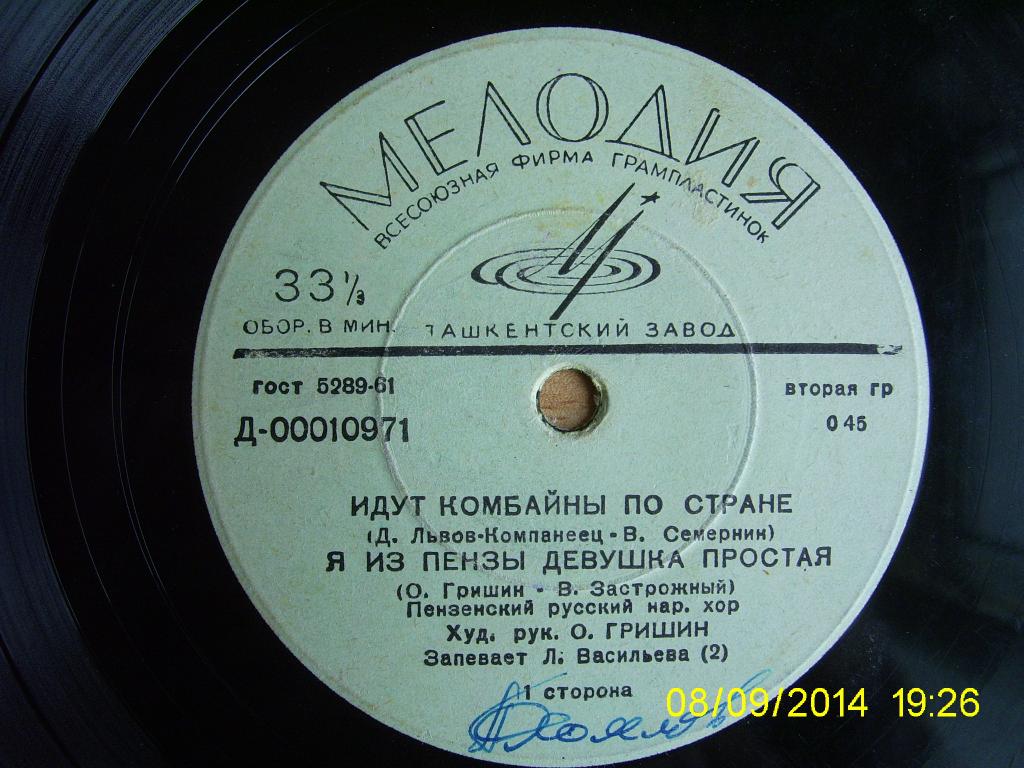 МЕЛОДИЯ
ВСЕСОЮЗНАЯ ФИРМА ГРАМПЛАСТИНОК
33 1/3
ОБОР. В МИН. ТАШКЕНТСКИЙ ЗАВОД
ГОСТ 5289-61
вторая гр
Д-00010971
0 45
ИДУТ КОМБАЙНЫ ПО СТРАНЕ
(Д. Львов-Компанеец - В. Семернин)
Я ИЗ ПЕНЗЫ ДЕВУШКА ПРОСТАЯ
(О. Гришин - В. Застрожный)
Пензенский русский нар. хор
Худ. рук. О. ГРИШИН
Запевает Л. Васильева (2)
1 сторона
08/09/2014 19:26